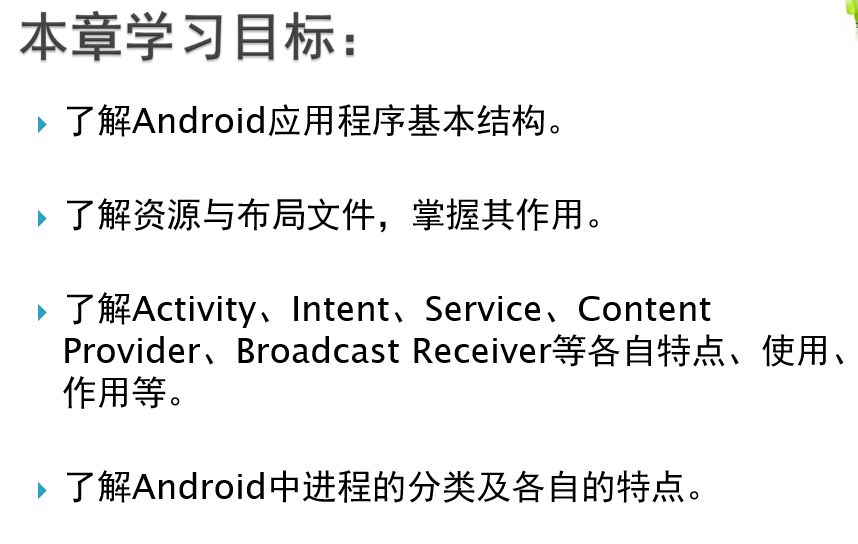 本章学习目标：
了解Android应用程序基本结构。
了解资源与布局文件，掌握其作用。
了解Activity、Intent、Service、Content
Provider、Broadcast Receiver等各自特点、使用、
作用等。
了解Android中进程的分类及各自的特点。